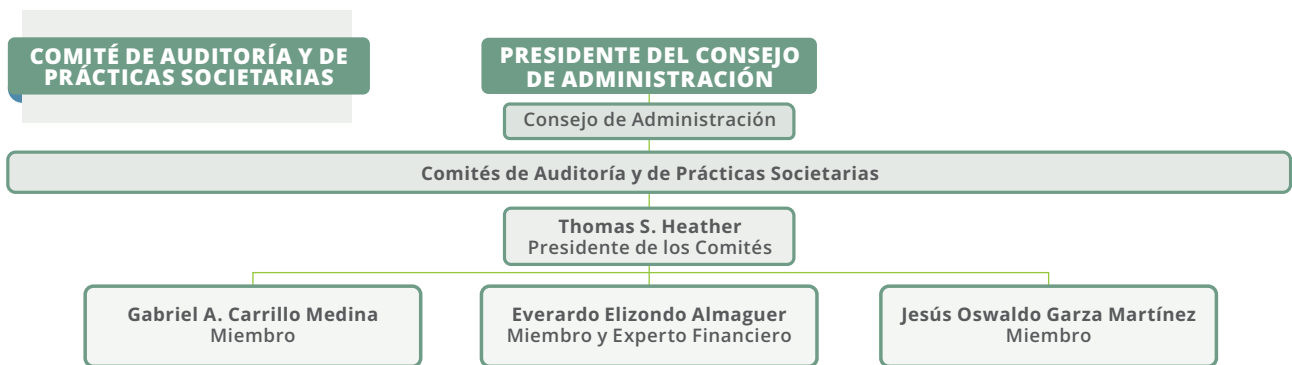 COMITÉ DE AUDITORÍA Y DE
PRÁCTICAS SOCIETARIAS
PRESIDENTE DEL CONSEJO
DE ADMINISTRACIÓN
Consejo de Administración
Comités de Auditoría y de Prácticas Societarias
Thomas S. Heather
Presidente de los Comités
Gabriel A. Carrillo Medina
Miembro
Everardo Elizondo Almaguer
Miembro y Experto Financiero
Jesús Oswaldo Garza Martínez
Miembro